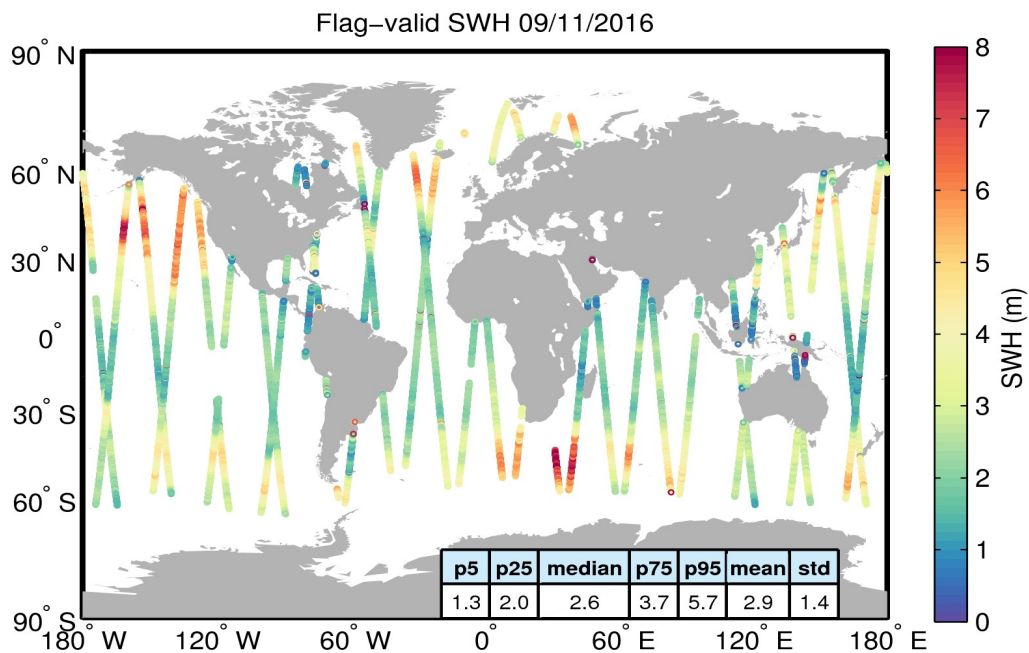 Flag−valid SWH 09/11/2016
90° N
60° N
30° N
0°
30° S
60° S
90° S
180° W
120° W
60° W
0°
60° E
120° E
180° E
p5 p25 median p75 p95 mean std
1.3 2.0 2.6 3.7 5.7 2.9 1.4
8
7
6
5
4
3
2
1
0
SWH (m)